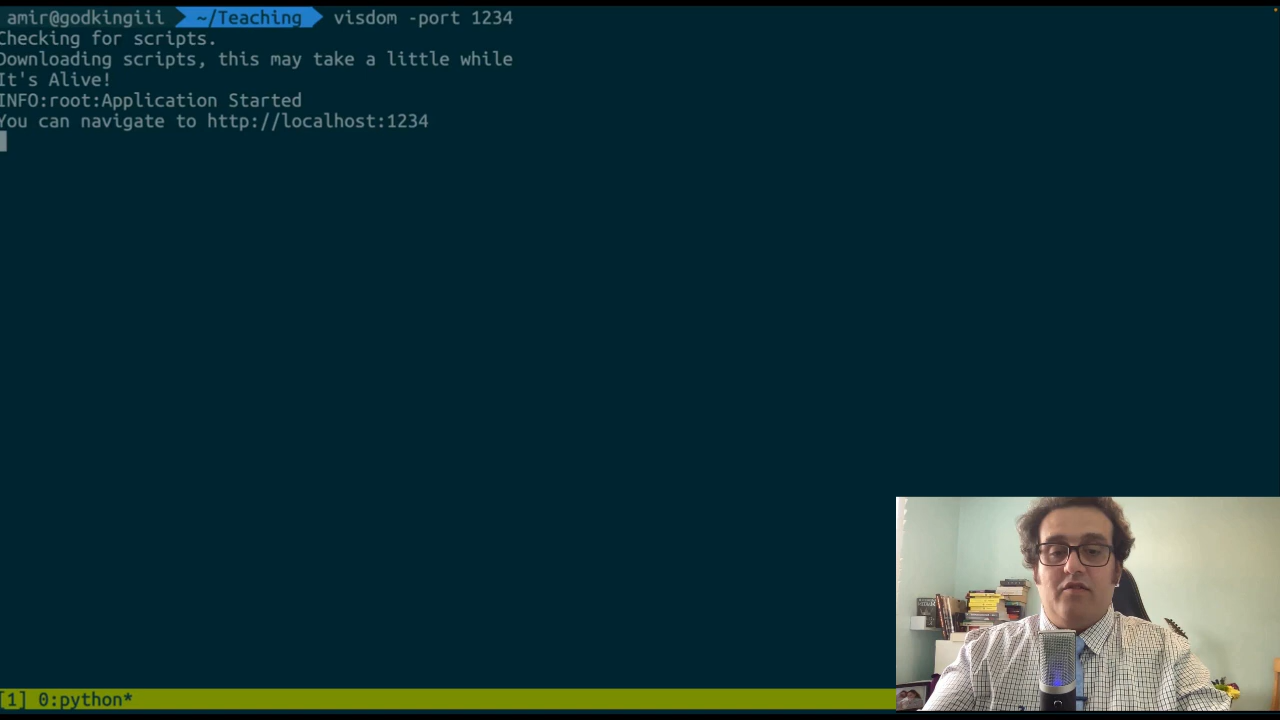 amir@godkingiii ~/Teaching visdom -port 1234
Checking for scripts.
Downloading scripts, this may take a little while
It's Alive!
INFO:root:Application Started
You can navigate to http://localhost:1234
[1] 0:python*